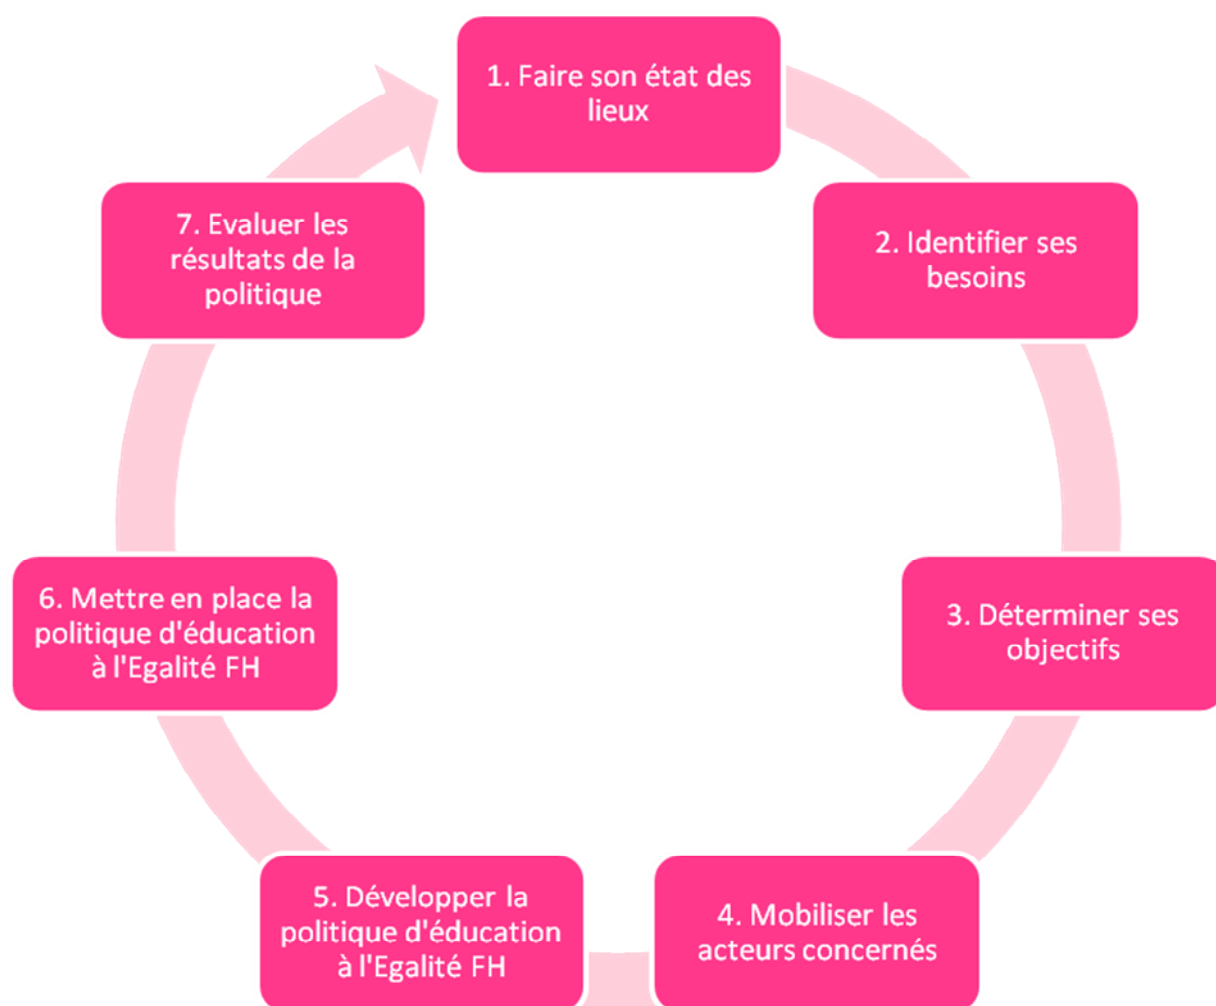 1. Faire son état des
lieux
2. Identifier ses
besoins
3. Déterminer ses
objectifs
4. Mobiliser les
acteurs concernés
5. Développer la
politique d'éducation
à l'Egalité FH
6. Mettre en place la
politique d'éducation
à l'Egalité FH
7. Evaluer les
résultats de la
politique